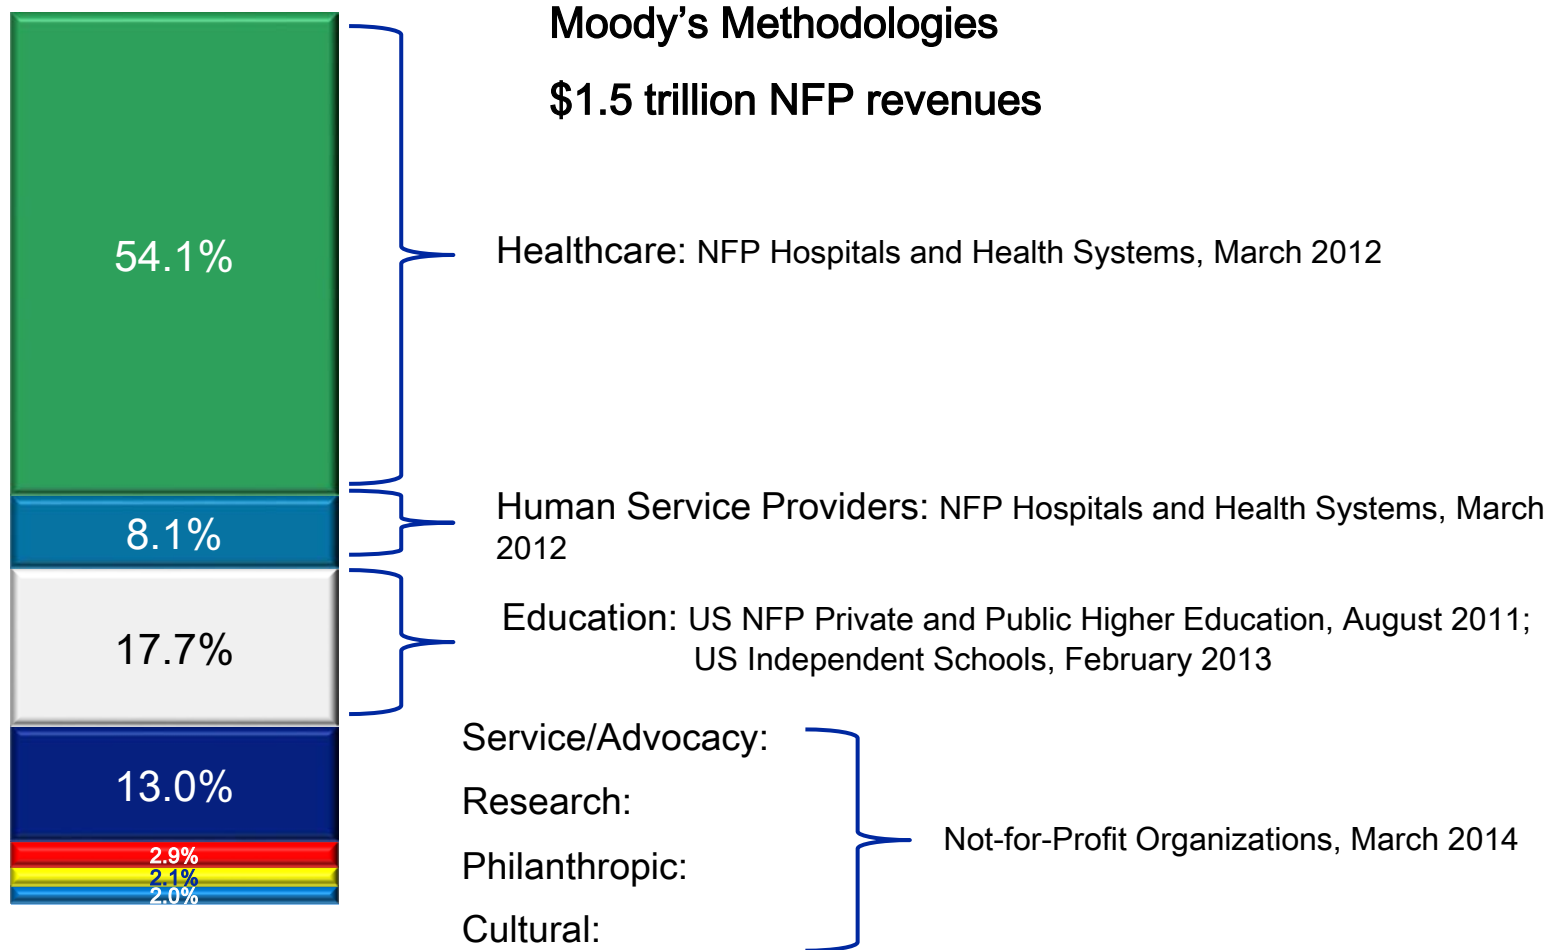 Moody’s Methodologies
$1.5 trillion NFP revenues
54.1%
Healthcare: NFP Hospitals and Health Systems, March 2012
8.1%
Human Service Providers: NFP Hospitals and Health Systems, March
2012
17.7%
Education: US NFP Private and Public Higher Education, August 2011;
US Independent Schools, February 2013
13.0%
2.9%
2.1%
2.0%
Service/Advocacy:
Research:
Philanthropic:
Cultural:
Not-for-Profit Organizations, March 2014